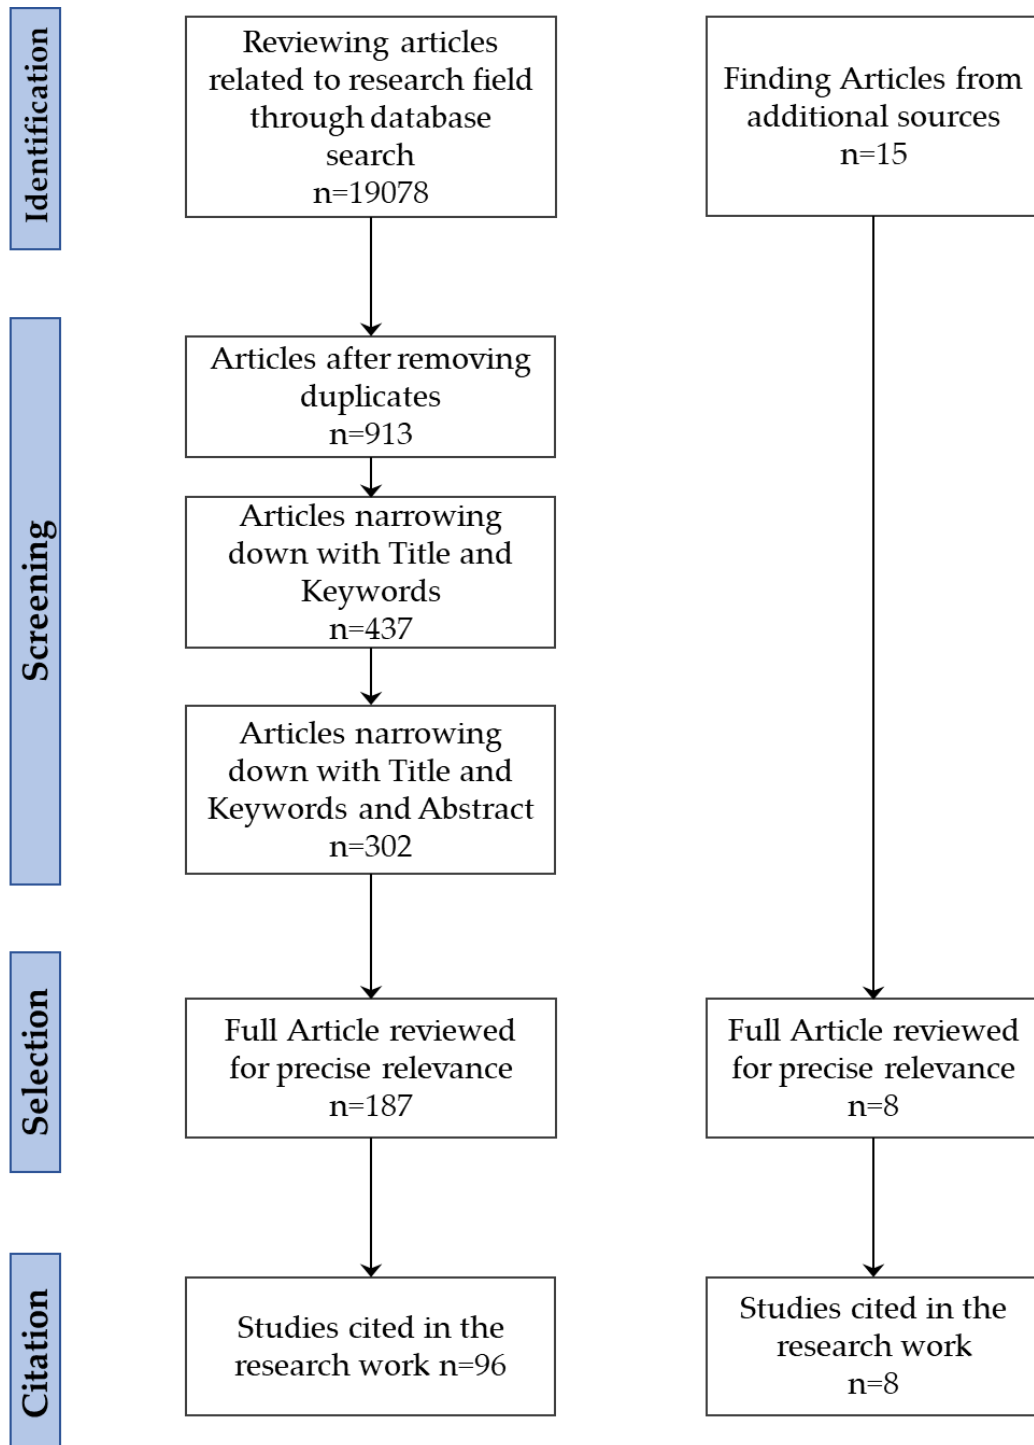 Identification
Reviewing articles
related to research field
through database
search
n=19078
Finding Articles from
additional sources
n=15
Screening
Articles after removing
duplicates
n=913
Articles narrowing
down with Title and
Keywords
n=437
Articles narrowing
down with Title and
Keywords and Abstract
n=302
Selection
Full Article reviewed
for precise relevance
n=187
Full Article reviewed
for precise relevance
n=8
Citation
Studies cited in the
research work n=96
Studies cited in the
research work
n=8